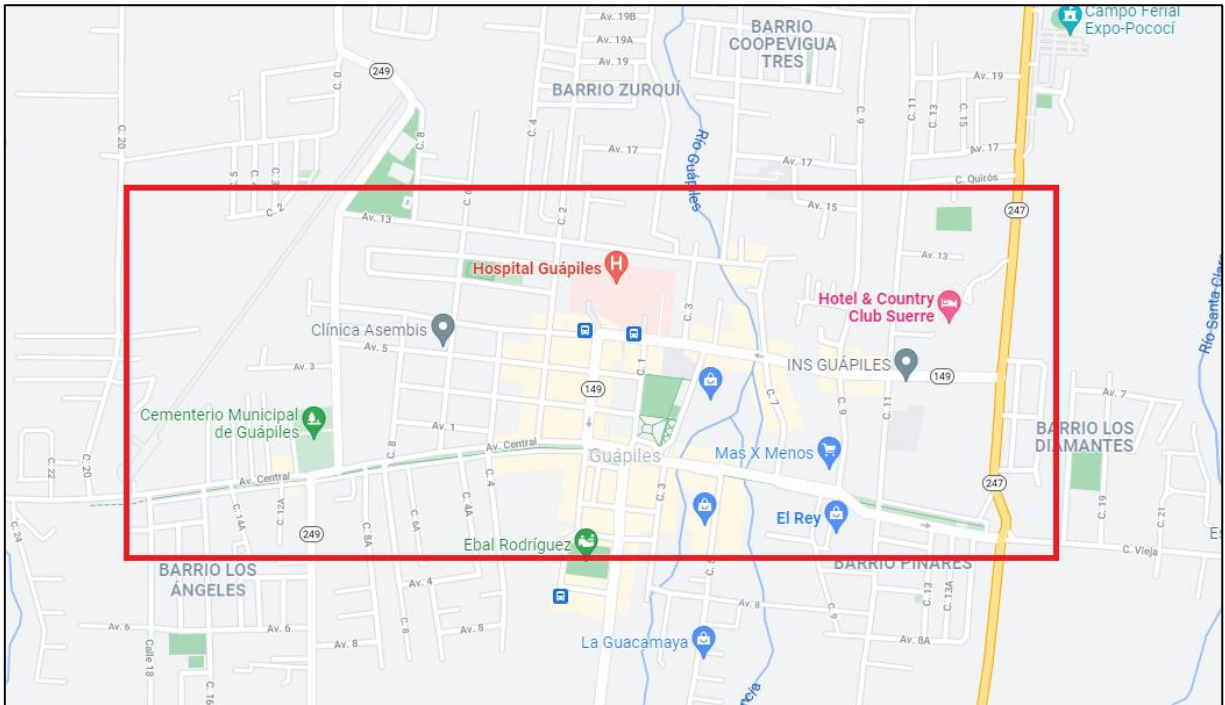 Av. 19B
Campo Ferial
Expo-Pococí
BARRIO
COOPEVIGUA
TRES
Av. 19A
C. 0
249
Av. 19
Av. 19
BARRIO ZURQUÍ
C. 20
C. 8
C. 4
C. 9
C. 11
C. 13
C. 15
Río Guápiles
Av. 17
Av. 17
Av. 17
C. Quirós
C. 2
Av. 13
C. 2
Av. 15
247
Av. 13
Hospital Guápiles
H
C. 3
Hotel & Country
Club Suerre
Río Santa Clara
Clínica Asembis
Av. 5
C. 1
INS GUÁPILES
149
Av. 3
149
C. 7
C. 9
C. 11
Av. 7
Cementerio Municipal
de Guápiles
Av. 1
C. 8
BARRIO LOS
DIAMANTES
Av. Central
Guápiles
Mas X Menos
C. 22
C. 20
Av. Central
C. 4
C. 3
247
C. 19
C. 21
C. 24
C. 14A
C. 12A
249
C. 8A
C. 6A
C. 4A
El Rey
Ebal Rodríguez
C. Vieja
Es
BARRIO LOS
ÁNGELES
BARRIO PINARES
Av. 4
C. 9
C. 13
C. 13A
Av. 8
Av. 6
Av. 6
Calle 18
C. 16
Av. 8
C. 8
Av. 8
Av. 8A
La Guacamaya